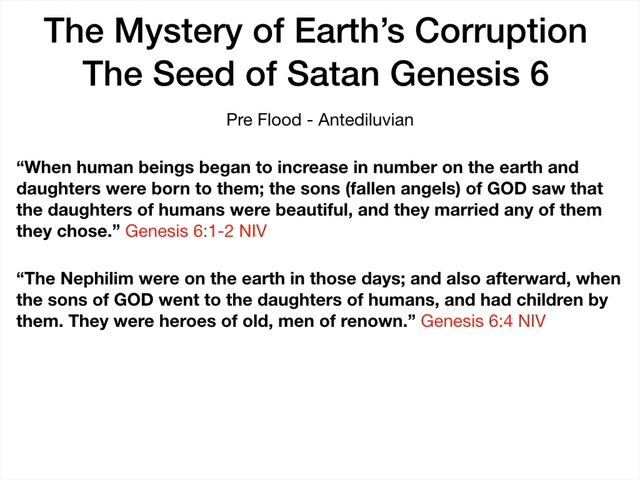 The Mystery of Earth’s Corruption
The Seed of Satan Genesis 6
Pre Flood - Antediluvian
“When human beings began to increase in number on the earth and
daughters were born to them; the sons (fallen angels) of GOD saw that
the daughters of humans were beautiful, and they married any of them
they chose.” Genesis 6:1-2 NIV
“The Nephilim were on the earth in those days; and also afterward, when
the sons of GOD went to the daughters of humans, and had children by
them. They were heroes of old, men of renown.” Genesis 6:4 NIV